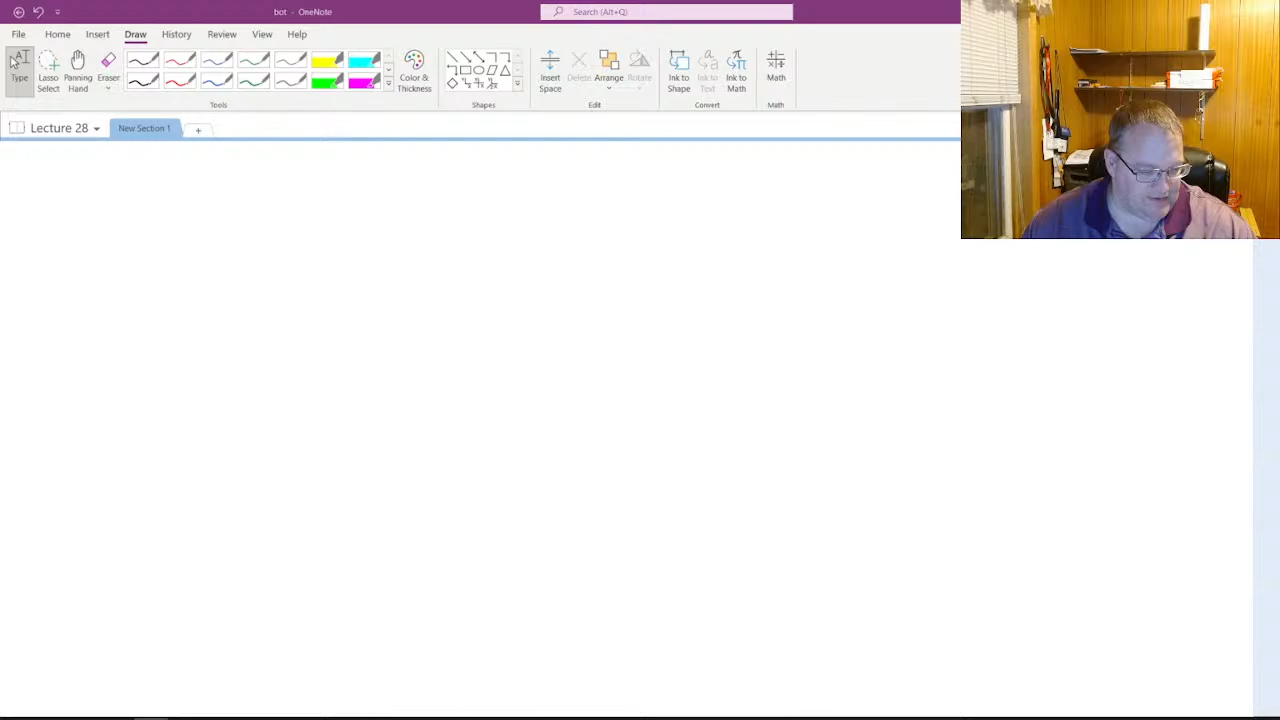 bot - OneNote
Search (Alt+Q)
File Home Insert Draw History Review View Help
Type
Lasso Select
Panning Hand
Eraser
Color & Thickness
Insert Space
Delete
Arrange
Rotate
Ink to Shape
Ink to Text
Ink to Math
Math
Tools Shapes Edit Convert Math
Lecture 28
New Section 1
+